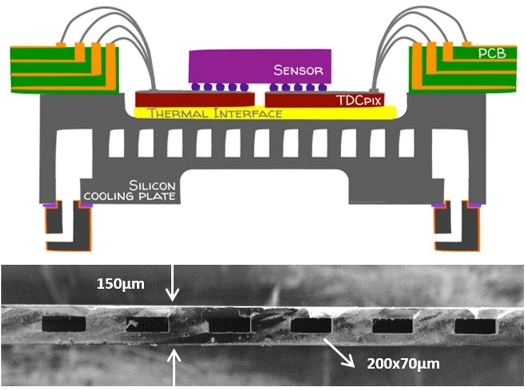 PCB
SENSOR
TDCPIX
THERMAL INTERFACE
SILICON
COOLING PLATE
150µm
200x70µm